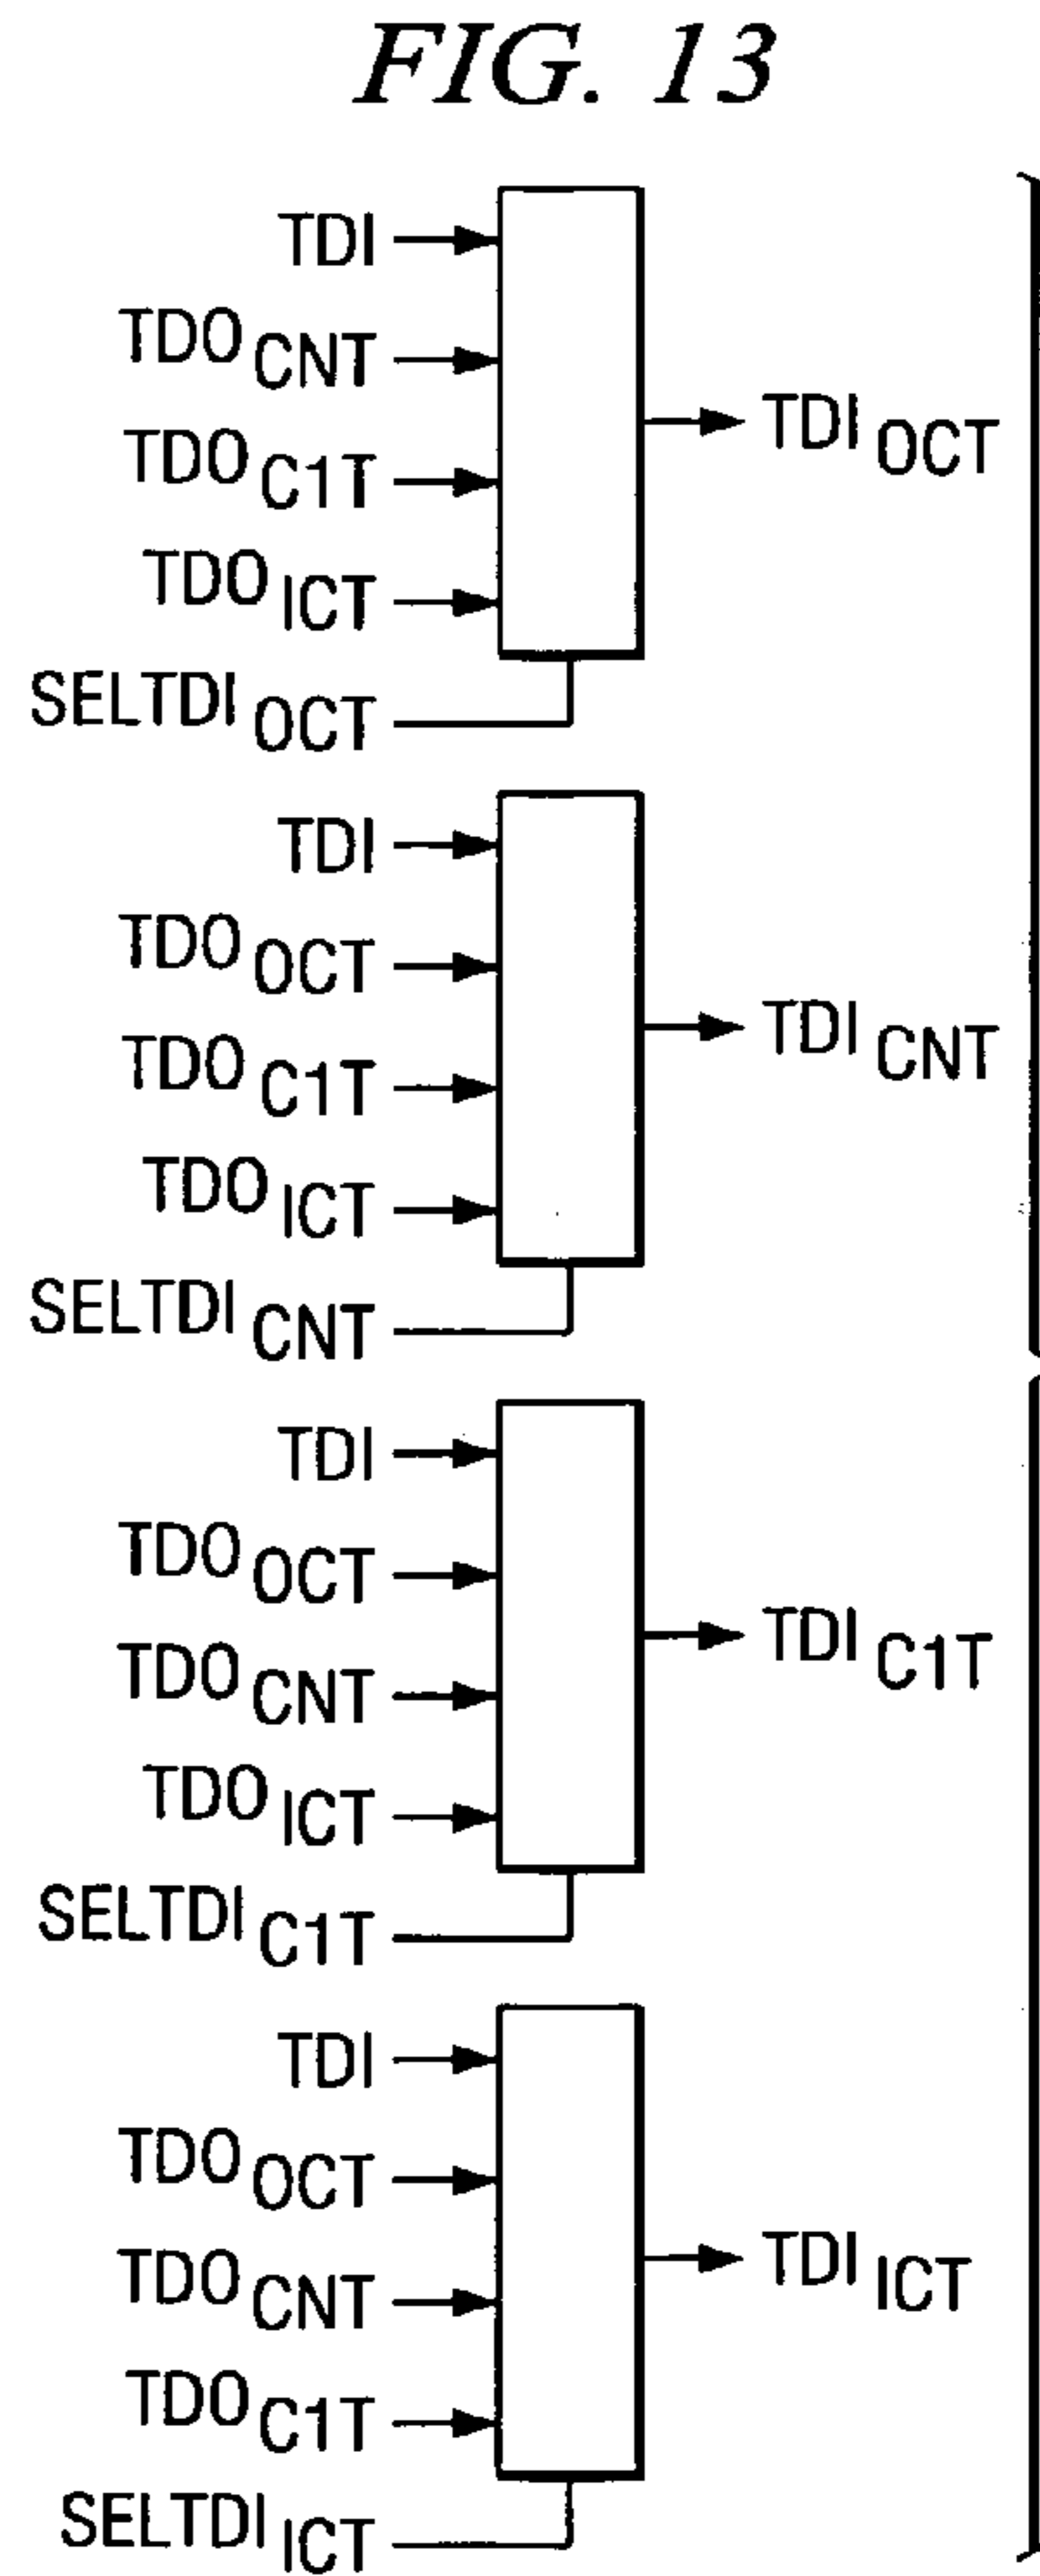 FIG. 13
TDI
TDO CNT
TDO C1T
TDO ICT
SELTDI OCT
TDI OCT
TDI
TDO OCT
TDO C1T
TDO ICT
SELTDI CNT
TDI CNT
TDI
TDO OCT
TDO CNT
TDO ICT
SELTDI C1T
TDI C1T
TDI
TDO OCT
TDO CNT
TDO C1T
SELTDI ICT
TDI ICT